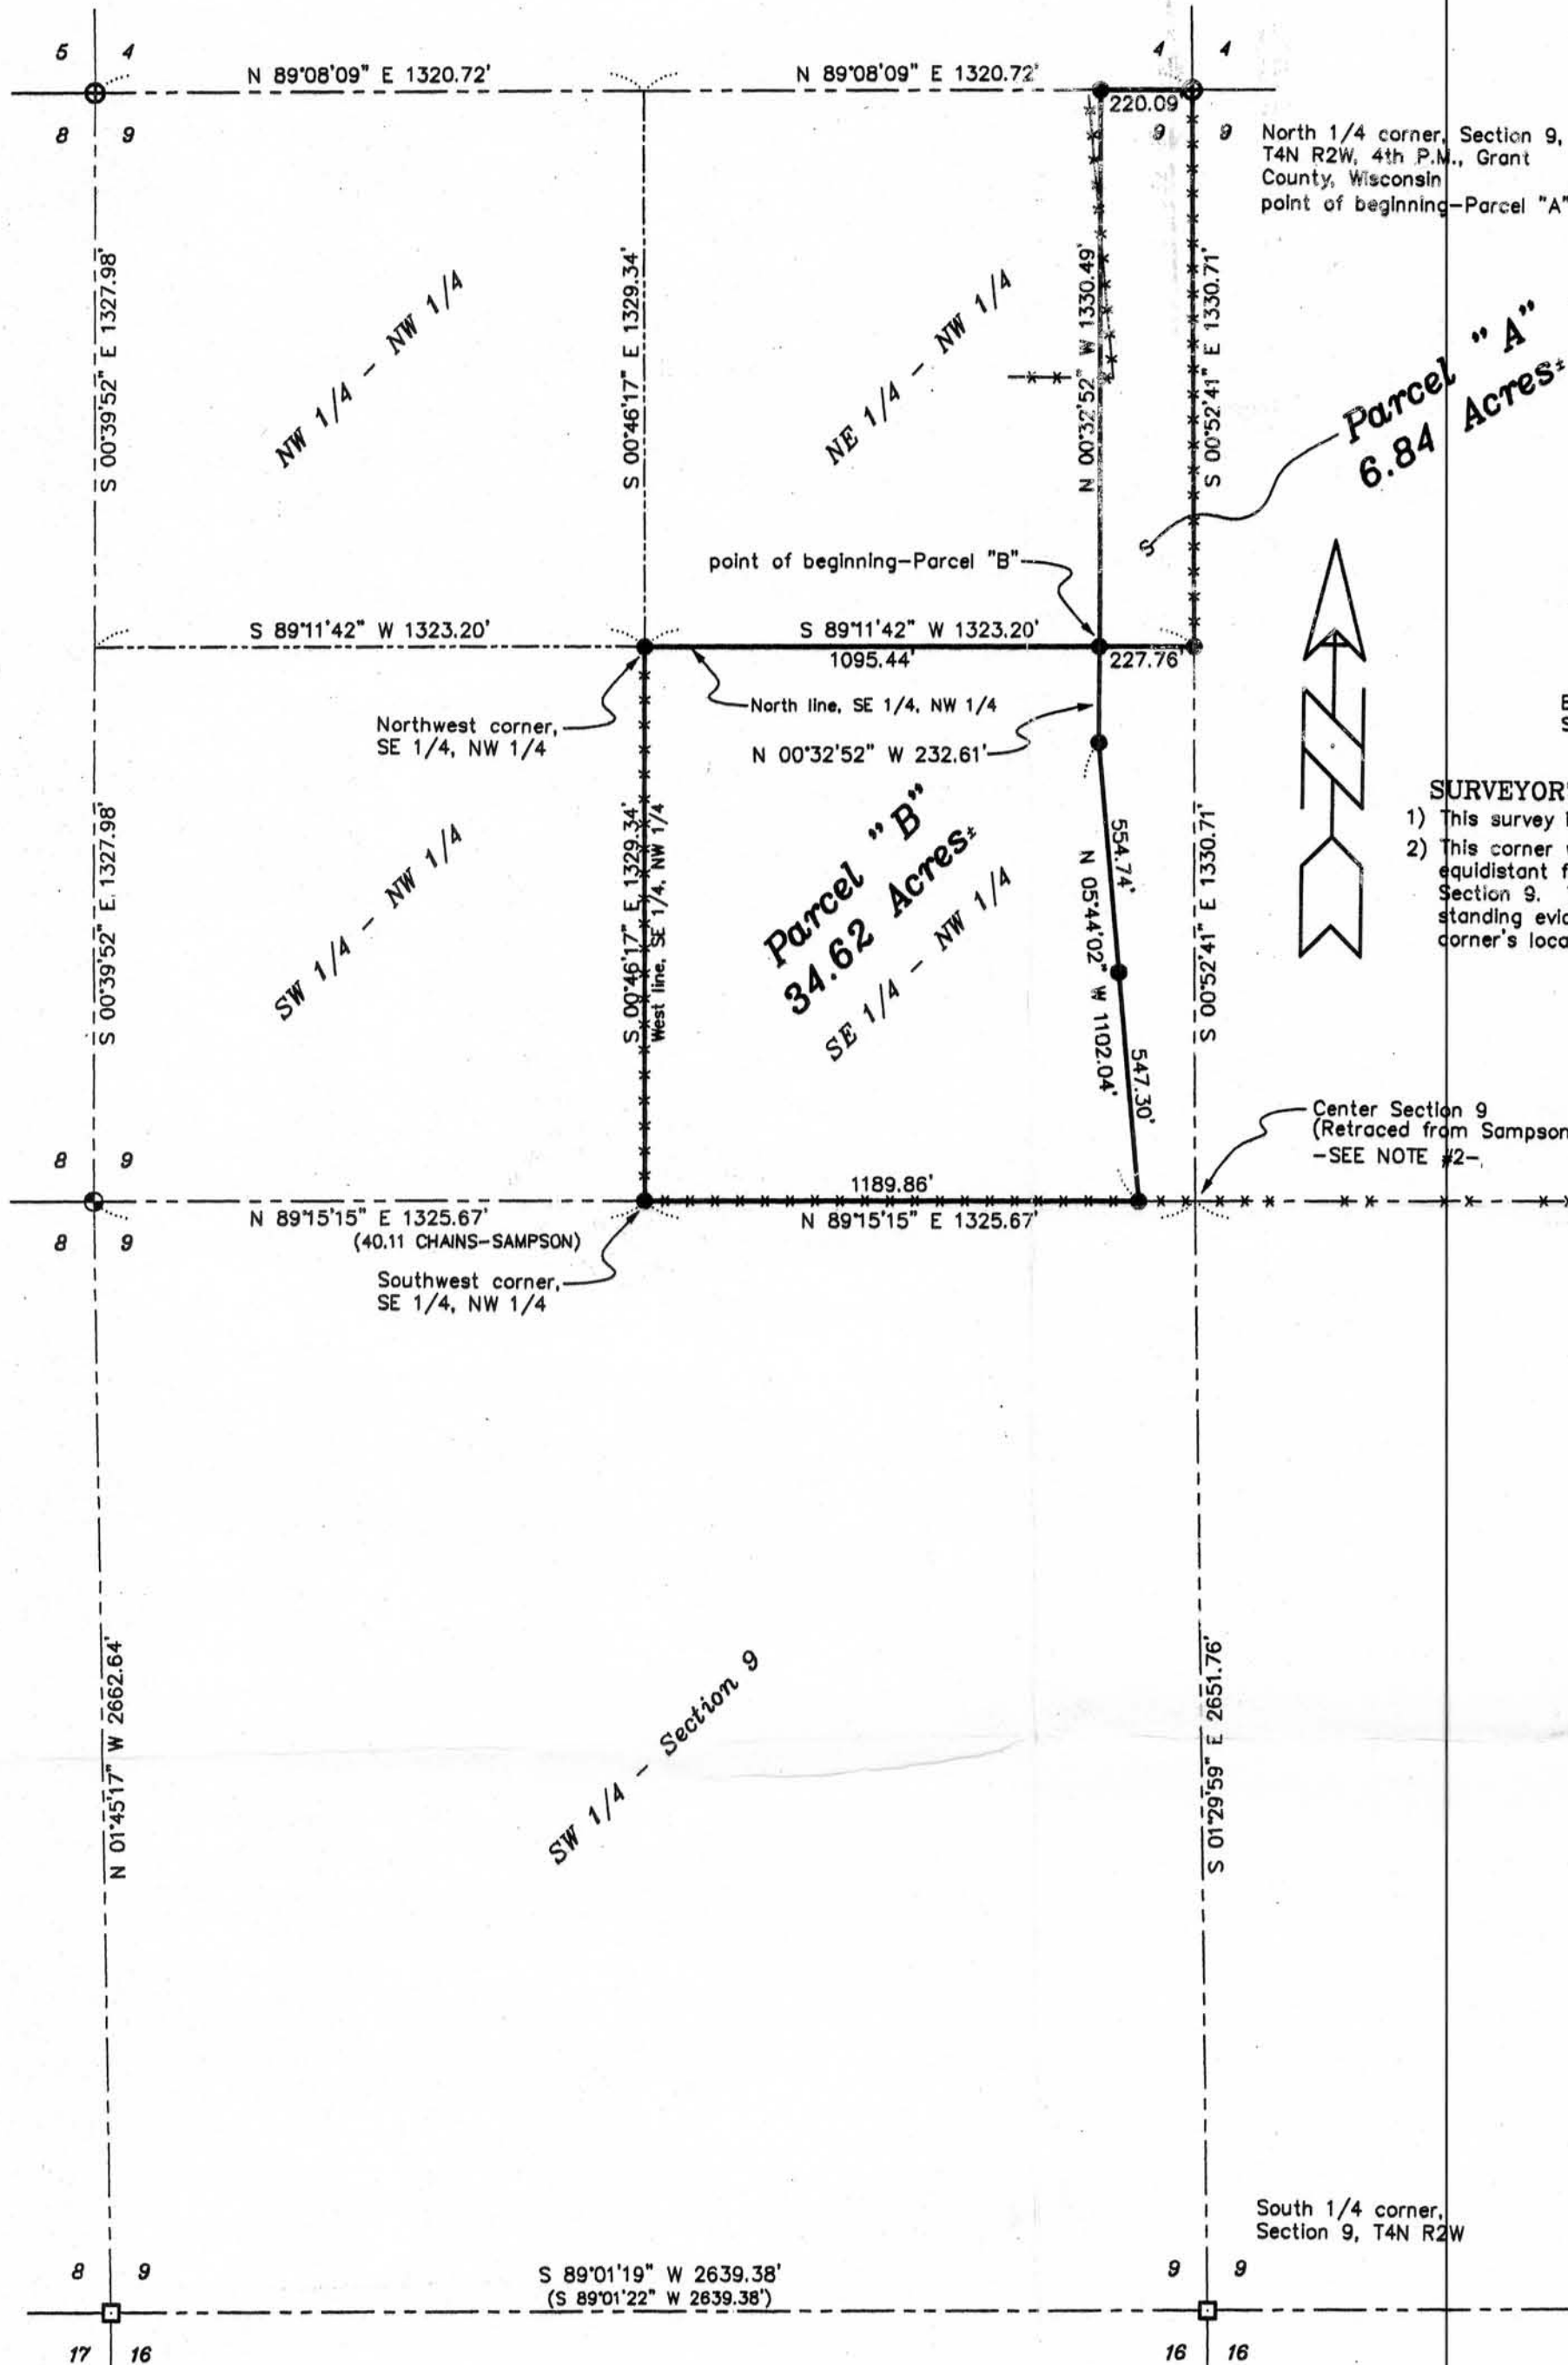 5 4
4 4
N 89°08'09" E 1320.72'
N 89°08'09" E 1320.72'
220.09'
8 9
9 9
North 1/4 corner, Section 9,
T4N R2W, 4th P.M., Grant
County, Wisconsin
point of beginning-Parcel "A"
S 00°39'52" E 1327.98'
NW 1/4 - NW 1/4
S 00°46'17" E 1329.34'
NE 1/4 - NW 1/4
N 00°32'52" W 1330.49'
S 00°52'41" E 1330.71'
Parcel "A"
6.84 Acres±
point of beginning-Parcel "B"
S 89°11'42" W 1323.20'
S 89°11'42" W 1323.20'
1095.44'
227.76'
North line, SE 1/4, NW 1/4
Northwest corner,
SE 1/4, NW 1/4
N 00°32'52" W 232.61'
S 00°39'52" E 1327.98'
SW 1/4 - NW 1/4
S 00°46'17" E 1329.34'
West line, SE 1/4, NW 1/4
Parcel "B"
34.62 Acres±
SE 1/4 - NW 1/4
554.74'
N 05°44'02" W 1102.04'
547.30'
S 00°52'41" E 1330.71'
N
SURVEYOR'
1) This survey
2) This corner
equidistant f
Section 9.
standing evid
corner's loca
Center Section 9
(Retraced from Sampson
-SEE NOTE #2-
8 9
1189.86'
N 89°15'15" E 1325.67'
N 89°15'15" E 1325.67'
(40.11 CHAINS-SAMPSON)
8 9
Southwest corner,
SE 1/4, NW 1/4
N 01°45'17" W 2662.64'
SW 1/4 - Section 9
S 01°29'59" E 2651.76'
South 1/4 corner,
Section 9, T4N R2W
8 9
S 89°01'19" W 2639.38'
(S 89°01'22" W 2639.38')
9 9
17 16
16 16